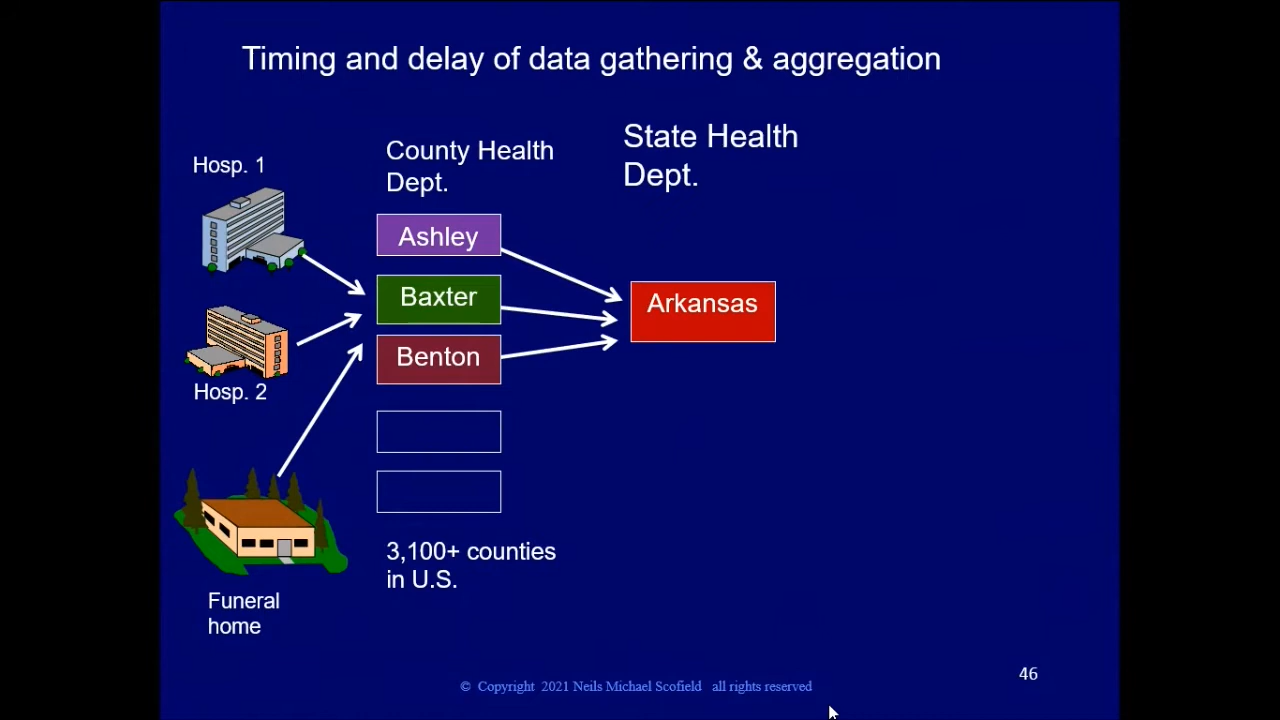 Timing and delay of data gathering & aggregation
State Health
Dept.
County Health
Dept.
Hosp. 1
Ashley
Baxter
Arkansas
Benton
Hosp. 2
3,100+ counties
in U.S.
Funeral
home
46
© Copyright 2021 Neils Michael Scofield all rights reserved